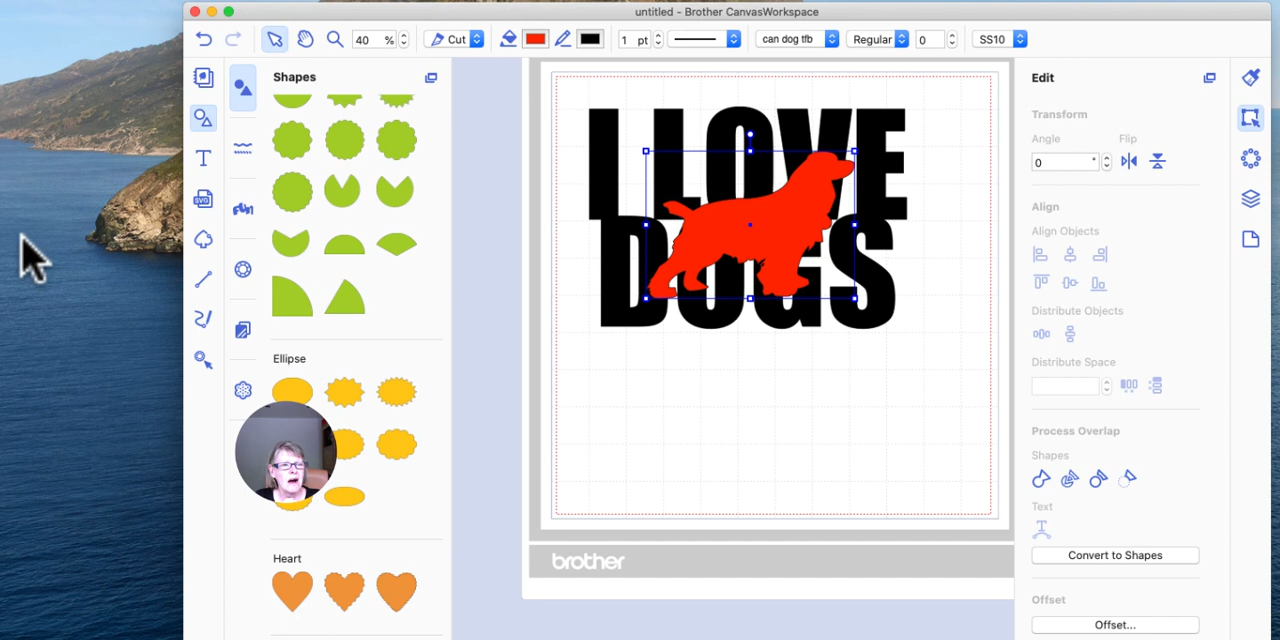 untitled - Brother CanvasWorkspace
40 %
Cut
1 pt
can dog tfb
Regular
0
SS10
Shapes
Edit
Transform
Angle
Flip
0 °
Align
Align Objects
Distribute Objects
Distribute Space
Process Overlap
Shapes
Text
Convert to Shapes
Offset
Offset...
SVG
Ellipse
Heart
I LOVE
DOGS
brother